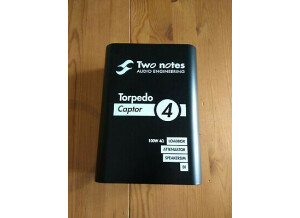 Two notes
AUDIO ENGINEERING
Torpedo
Captor
4
100W 4Ω LOADBOX
ATTENUATOR
SPEAKERSIM
DI